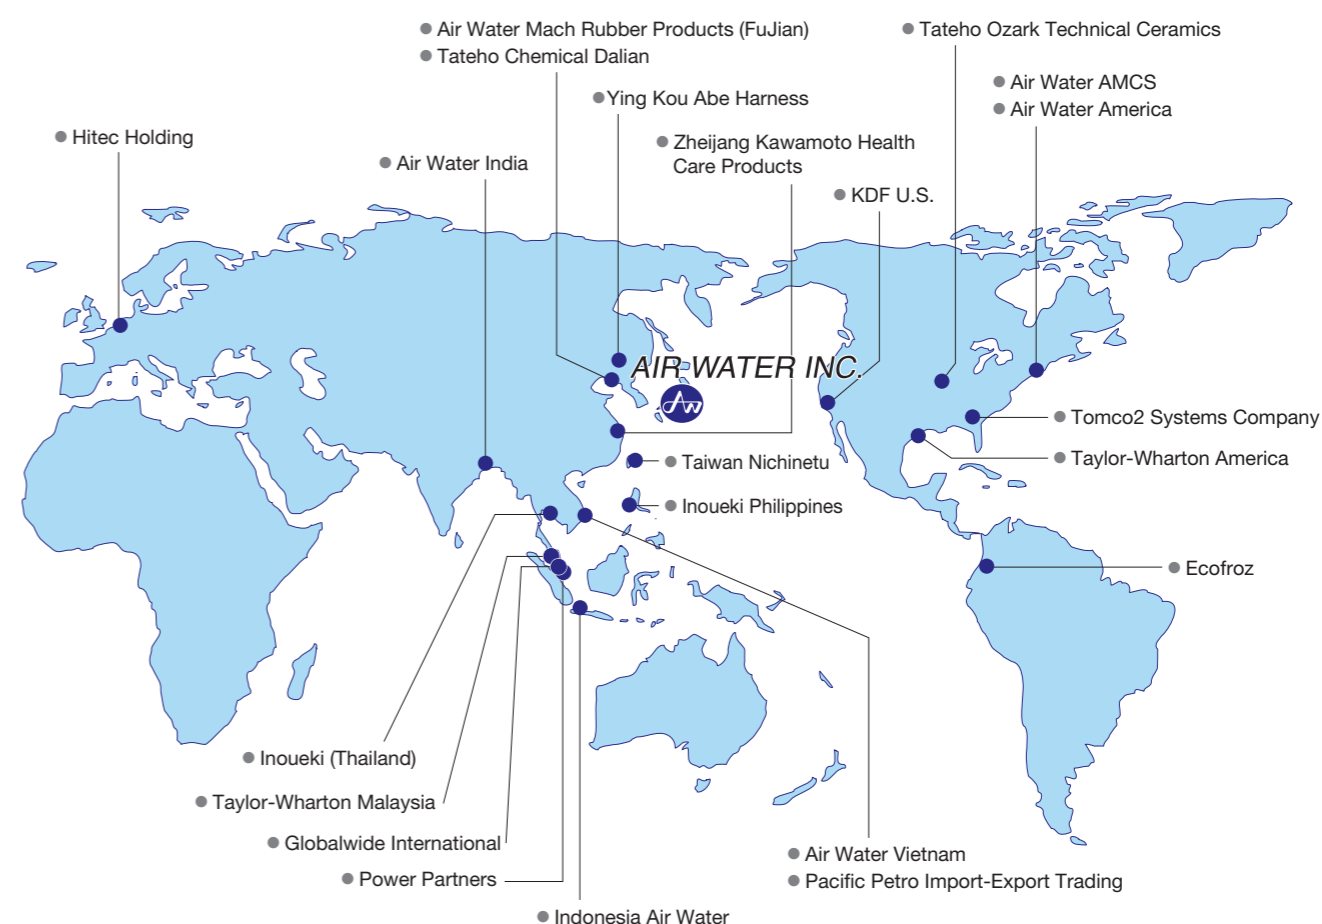 Air Water Mach Rubber Products (FuJian)
Tateho Chemical Dalian
Tateho Ozark Technical Ceramics
Air Water AMCS
Air Water America
Ying Kou Abe Harness
Hitec Holding
Air Water India
Zheijang Kawamoto Health
Care Products
KDF U.S.
AIR WATER INC.
AW
Tomco2 Systems Company
Taylor-Wharton America
Taiwan Nichinetu
Inoueki Philippines
Ecofroz
Inoueki (Thailand)
Taylor-Wharton Malaysia
Globalwide International
Power Partners
Air Water Vietnam
Pacific Petro Import-Export Trading
Indonesia Air Water